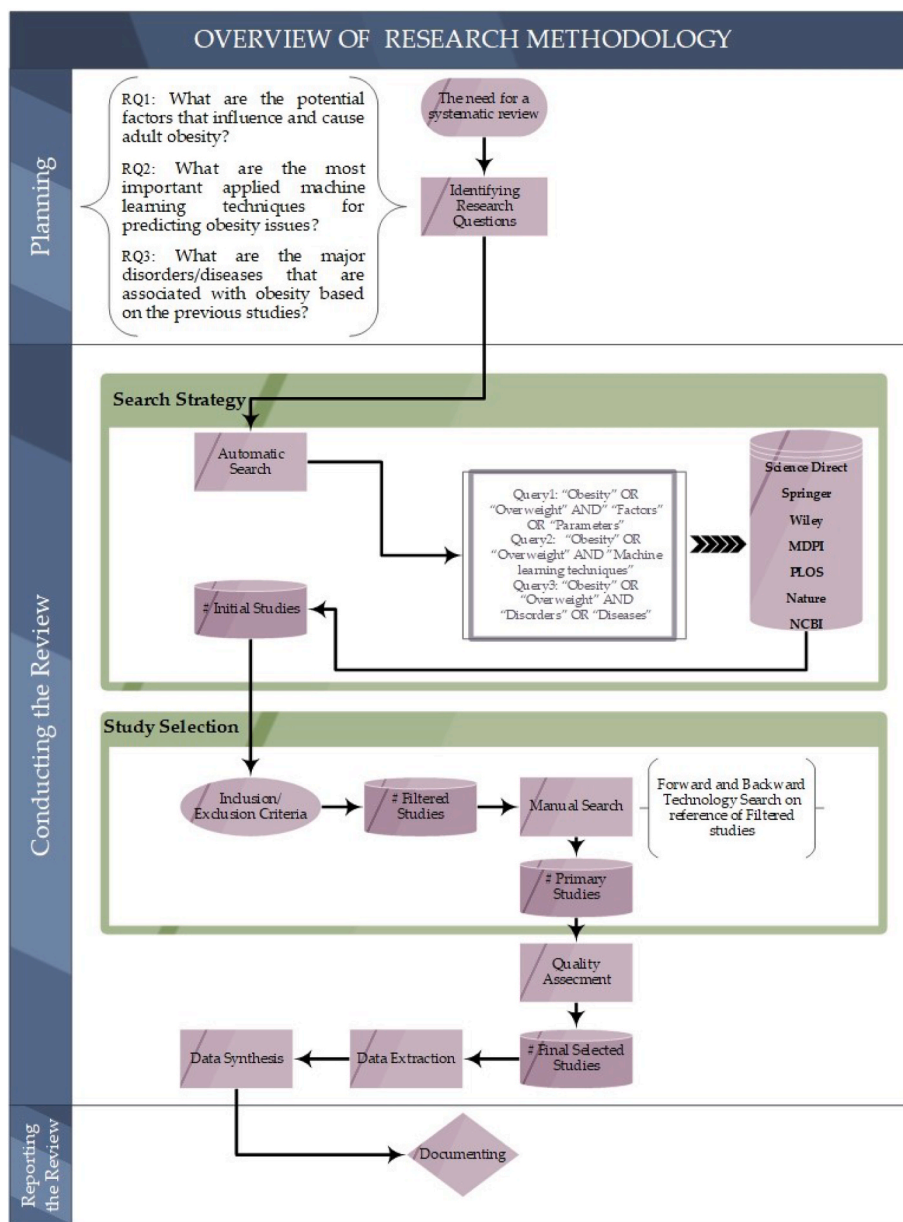 OVERVIEW OF RESEARCH METHODOLOGY
Planning
RQ1: What are the potential
factors that influence and cause
adult obesity?
RQ2: What are the most
important applied machine
learning techniques for
predicting obesity issues?
RQ3: What are the major
disorders/diseases that are
associated with obesity based
on the previous studies?
The need for a
systematic review
Identifying
Research
Questions
Conducting the Review
Search Strategy
Automatic
Search
Query1: “Obesity” OR
“Overweight” AND” “Factors”
OR “Parameters”
Query2: “Obesity” OR
“Overweight” AND ”Machine
learning techniques”
Query3: “Obesity” OR
“Overweight” AND
“Disorders” OR “Diseases”
Science Direct
Springer
Wiley
MDPI
PLOS
Nature
NCBI
# Initial Studies
Study Selection
Inclusion/
Exclusion Criteria
# Filtered
Studies
Manual Search
Forward and Backward
Technology Search on
reference of Filtered
studies
# Primary
Studies
Quality
Assecment
# Final Selected
Studies
Data Extraction
Data Synthesis
Reporting
the Review
Documenting